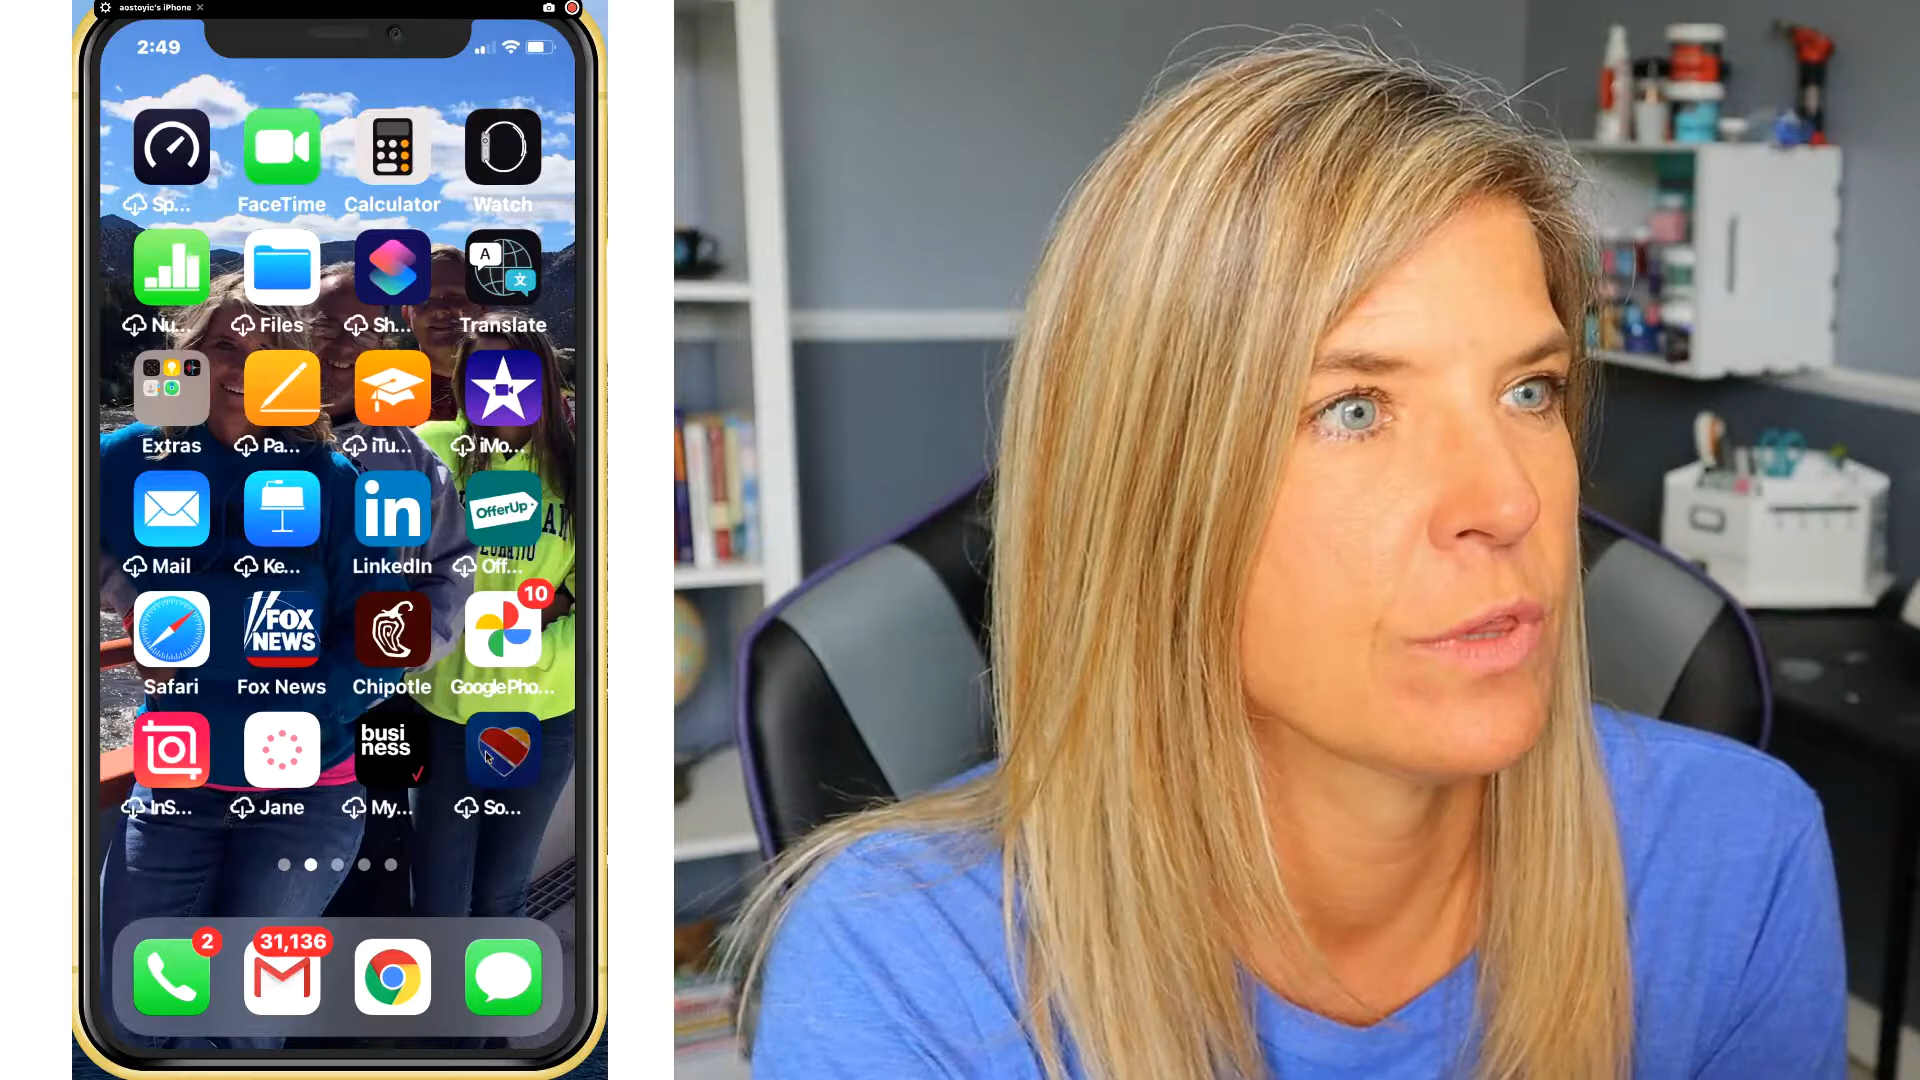 aostoyic's iPhone
2:49
Sp...
FaceTime
Calculator
Watch
A
文
Nu...
Files
Sh...
Translate
Extras
Pa...
iTu...
iMo...
in
OfferUp
Mail
Ke...
LinkedIn
Off...
FOX
NEWS
10
Safari
Fox News
Chipotle
Google Pho...
busi
ness
InS...
Jane
My...
So...
2
31,136